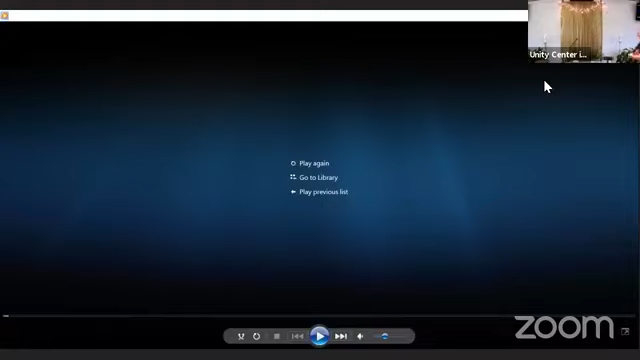 Unity Center i...
Play again
Go to Library
Play previous list
zoom